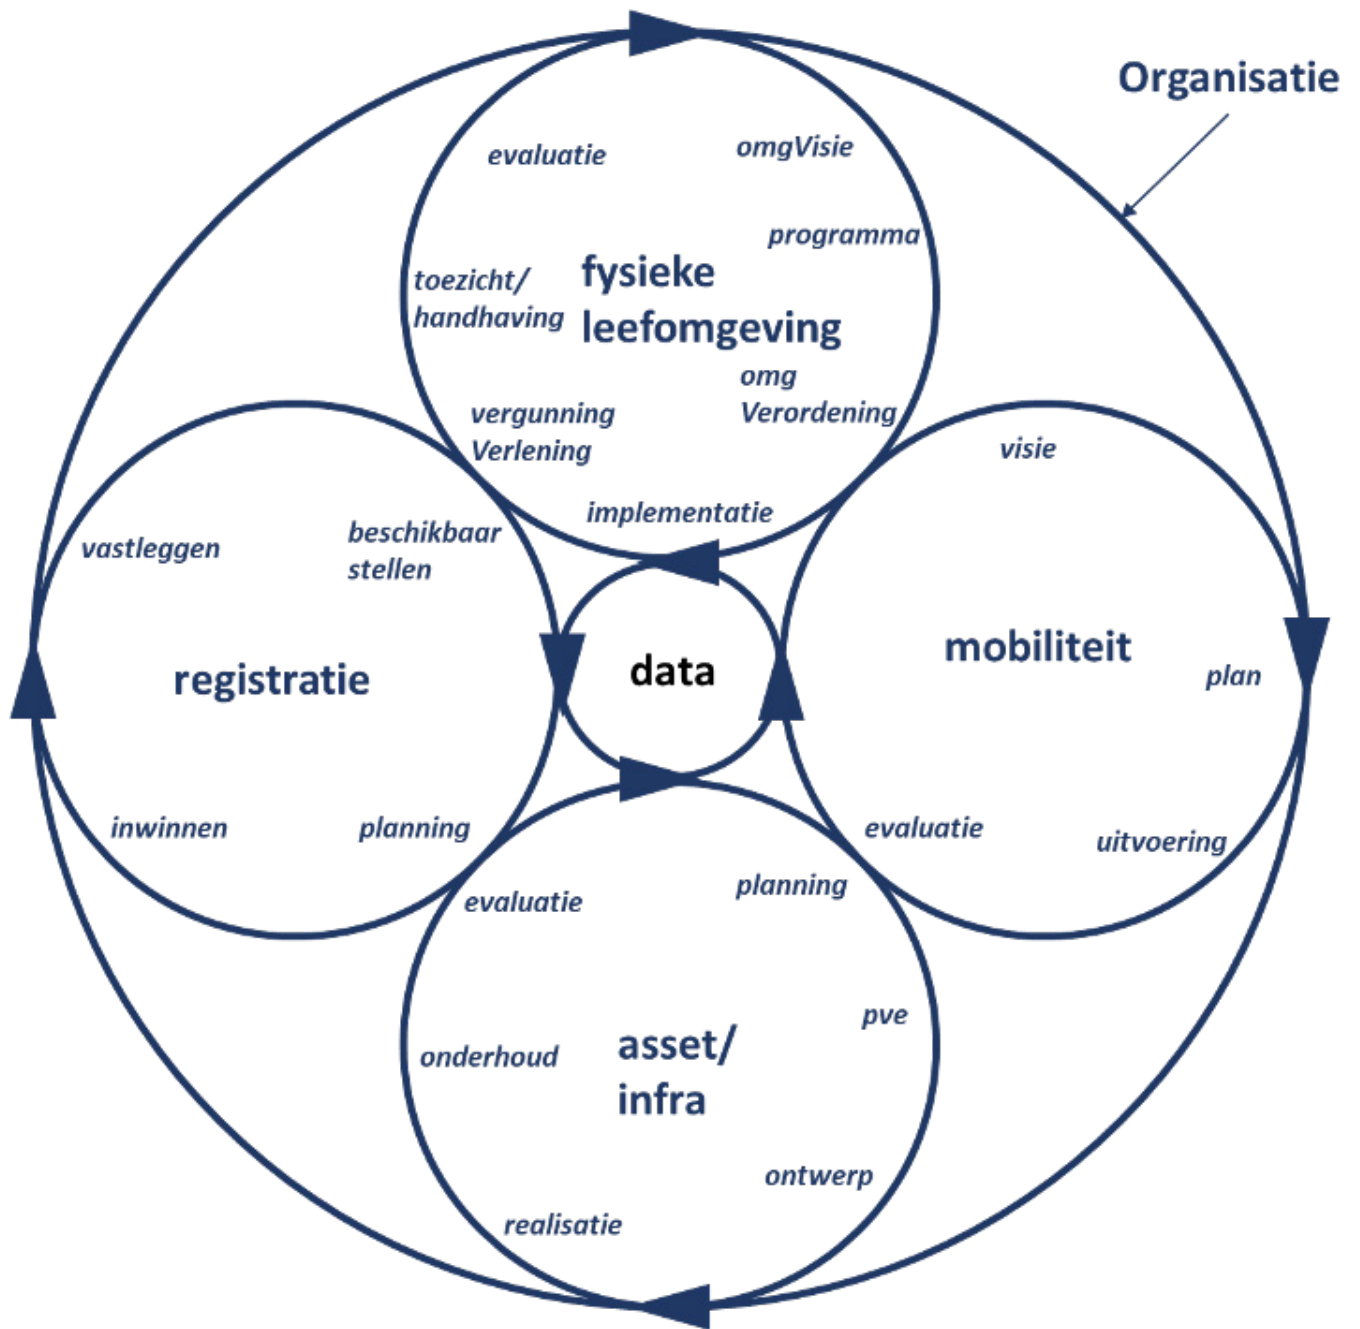 Organisatie
evaluatie
omgVisie
programma
fysieke
leefomgeving
toezicht/
handhaving
omg
Verordening
vergunning
Verlening
implementatie
visie
plan
mobiliteit
uitvoering
evaluatie
vastleggen
beschikbaar
stellen
registratie
inwinnen
planning
data
evaluatie
planning
pve
asset/
infra
onderhoud
ontwerp
realisatie